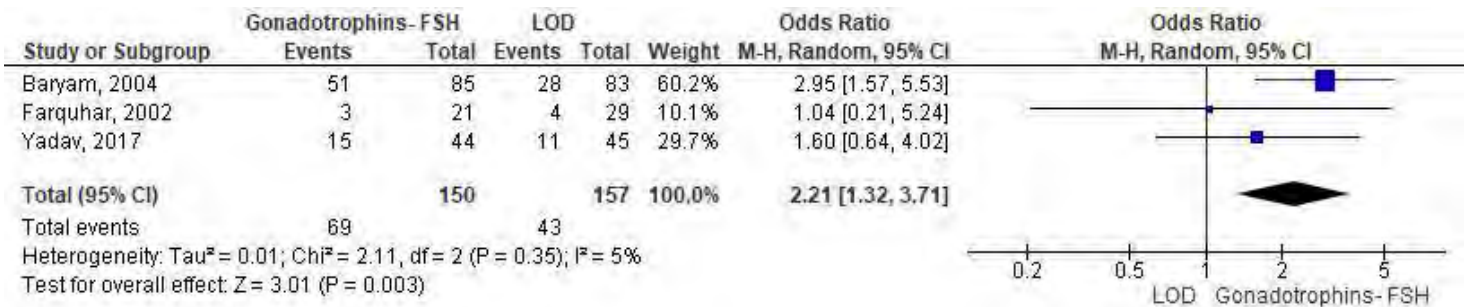 Gonadotrophins- FSH LOD Odds Ratio Odds Ratio
Study or Subgroup Events Total Events Total Weight M-H, Random, 95% CI M-H, Random, 95% CI
Baryam, 2004 51 85 28 83 60.2% 2.95 [1.57, 5.53]
Farquhar, 2002 3 21 4 29 10.1% 1.04 [0.21, 5.24]
Yadav, 2017 15 44 11 45 29.7% 1.60 [0.64, 4.02]
Total (95% CI) 150 157 100,0% 2.21 [1.32, 3.71]
Total events 69 43
Heterogeneity: Tau² = 0.01; Chi² = 2.11, df = 2 (P = 0.35); I² = 5%
Test for overall effect: Z = 3.01 (P = 0.003)
0.2 0.5 1 2 5
LOD Gonadotrophins- FSH